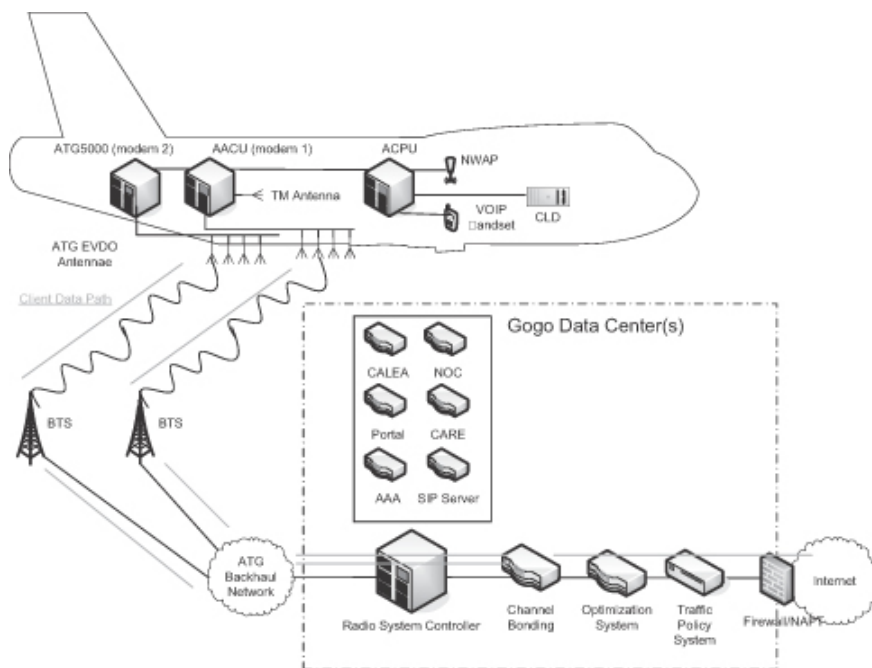 ATG5000 (modem 2)
AACU (modem 1)
ACPU
NWAP
TM Antenna
VOIP
□andset
CLD
ATG EVDO
Antennae
Client Data Path
Gogo Data Center(s)
CALEA
NOC
BTS
BTS
Portal
CARE
AAA
SIP Server
ATG
Backhaul
Network
Internet
Radio System Controller
Channel
Bonding
Optimization
System
Traffic
Policy
System
Firewall/NAPT